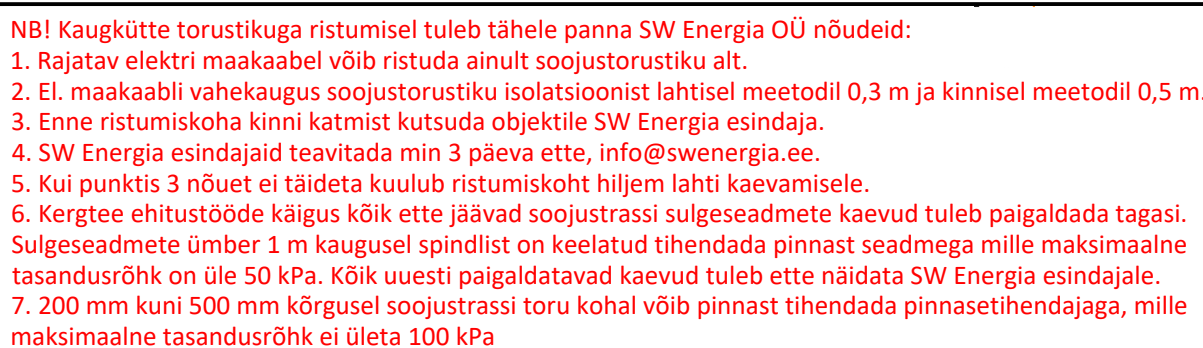 NB! Kaugkütte torustikuga ristumisel tuleb tähele panna SW Energia OÜ nõudeid:
1. Rajatav elektri maakaabel võib ristuda ainult soojustorustiku alt.
2. El. maakaabli vahekaugus soojustorustiku isolatsioonist lahtisel meetodil 0,3 m ja kinnisel meetodil 0,5 m.
3. Enne ristumiskoha kinni katmist kutsuda objektile SW Energia esindaja.
4. SW Energia esindajaid teavitada min 3 päeva ette, info@swenergia.ee.
5. Kui punktis 3 nõuet ei täideta kuulub ristumiskoht hiljem lahti kaevamisele.
6. Kergtee ehitustööde käigus kõik ette jäävad soojustrassi sulgeseadmete kaevud tuleb paigaldada tagasi.
Sulgeseadmete ümber 1 m kaugusel spindlist on keelatud tihendada pinnast seadmega mille maksimaalne
tasandusrõhk on üle 50 kPa. Kõik uuesti paigaldatavad kaevud tuleb ette näidata SW Energia esindajale.
7. 200 mm kuni 500 mm kõrgusel soojustrassi toru kohal võib pinnast tihendada pinnasetihendajaga, mille
maksimaalne tasandusrõhk ei ületa 100 kPa